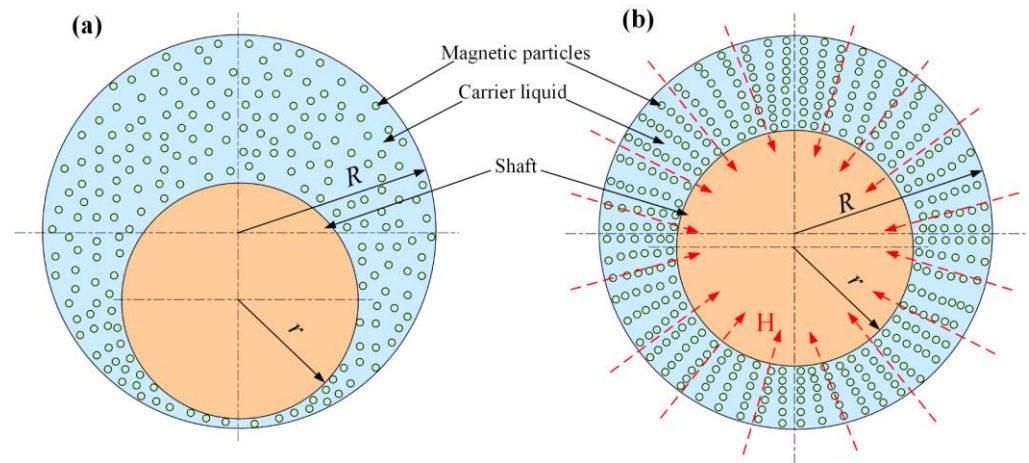 (a)
(b)
Magnetic particles
Carrier liquid
Shaft
R
r
R
r
H